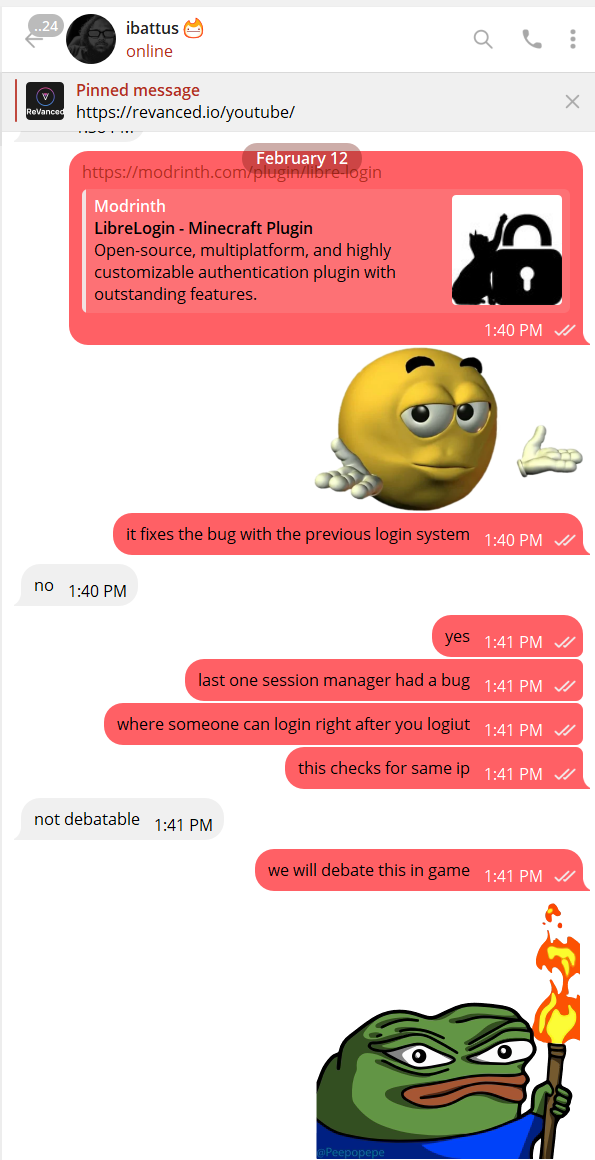 ..24
ibattus
online
ReVanced
Pinned message
https://revanced.io/youtube/
February 12
https://modrinth.com/plugin/libre-login
Modrinth
LibreLogin - Minecraft Plugin
Open-source, multiplatform, and highly
customizable authentication plugin with
outstanding features.
1:40 PM
it fixes the bug with the previous login system 1:40 PM
no 1:40 PM
yes 1:41 PM
last one session manager had a bug 1:41 PM
where someone can login right after you logiut 1:41 PM
this checks for same ip 1:41 PM
not debatable 1:41 PM
we will debate this in game 1:41 PM
@Peepopepe